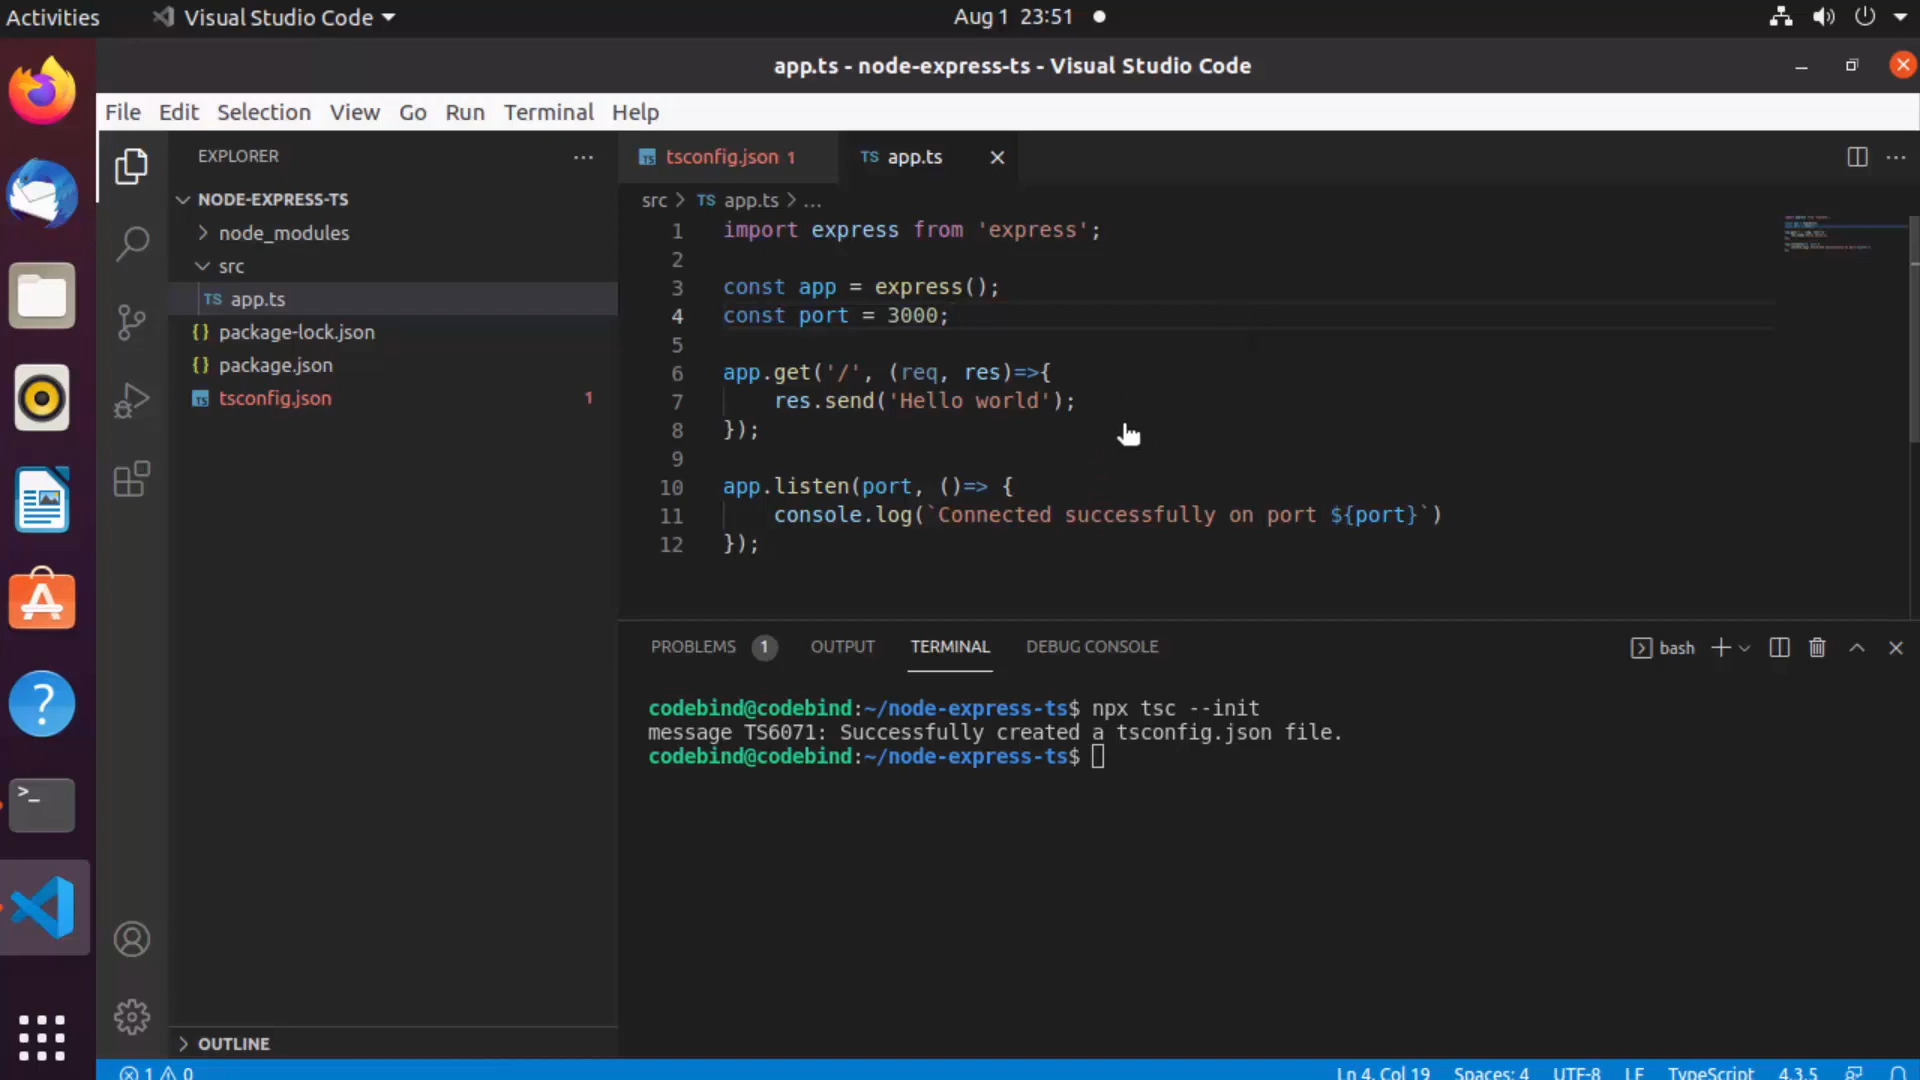 Activities
Visual Studio Code
Aug 1 23:51
app.ts - node-express-ts - Visual Studio Code
File Edit Selection View Go Run Terminal Help
EXPLORER
NODE-EXPRESS-TS
node_modules
src
TS app.ts
{} package-lock.json
{} package.json
TS tsconfig.json 1
OUTLINE
TS tsconfig.json 1
TS app.ts
src > TS app.ts > ...
1 import express from 'express';
2
3 const app = express();
4 const port = 3000;
5
6 app.get('/', (req, res)=>{
7 res.send('Hello world');
8 });
9
10 app.listen(port, ()=> {
11 console.log(`Connected successfully on port ${port}`)
12 });
PROBLEMS 1 OUTPUT TERMINAL DEBUG CONSOLE
bash
codebind@codebind:~/node-express-ts$ npx tsc --init
message TS6071: Successfully created a tsconfig.json file.
codebind@codebind:~/node-express-ts$
1 0
Ln 4, Col 19 Spaces: 4 UTF-8 LF TypeScript 4.3.5